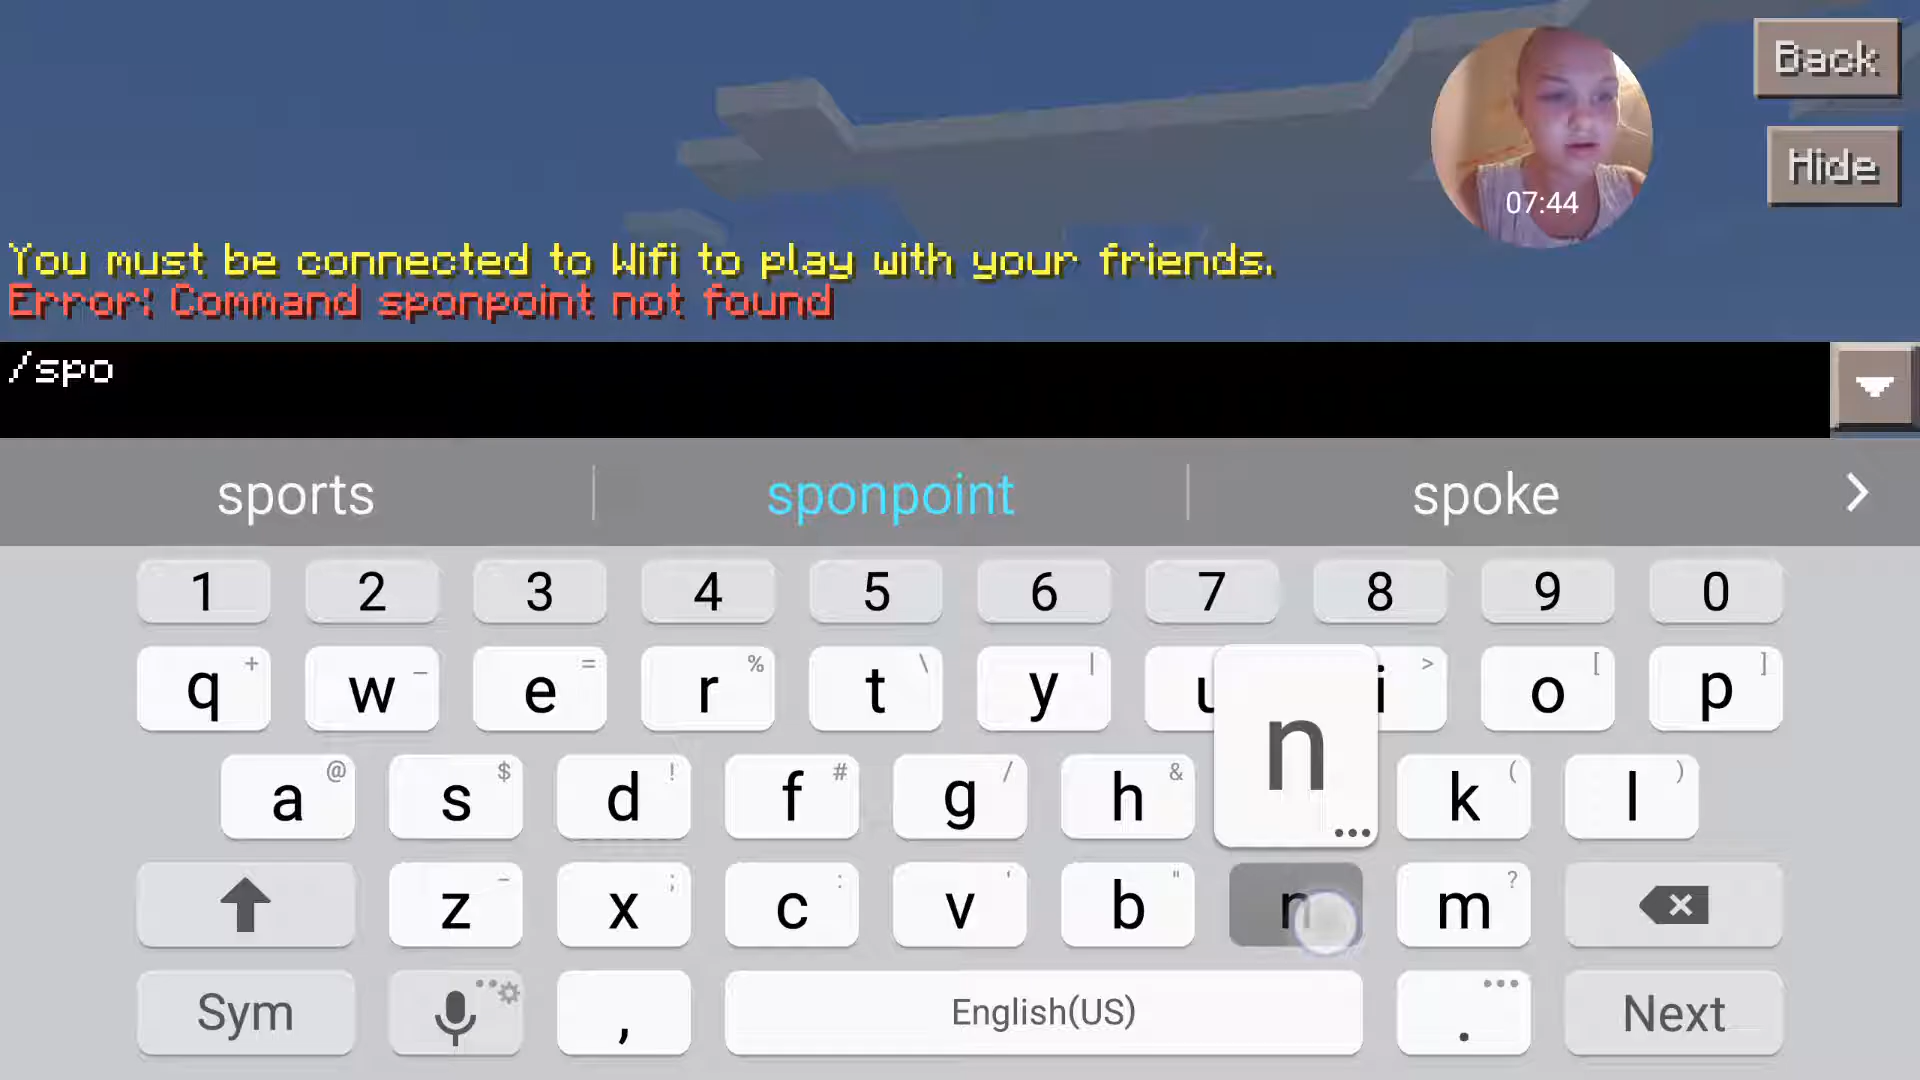 Back
07:44
Hide
You must be connected to Wifi to play with your friends.
Error: Command sponpoint not found
/spo
sports sponpoint spoke
1 2 3 4 5 6 7 8 9 0
q + w _ e = r % t \ y | u i > o [ p ]
n
a @ s $ d ! f # g / h & k ( l )
z - x ; c : v ' b " n m ?
Sym , English(US) . Next